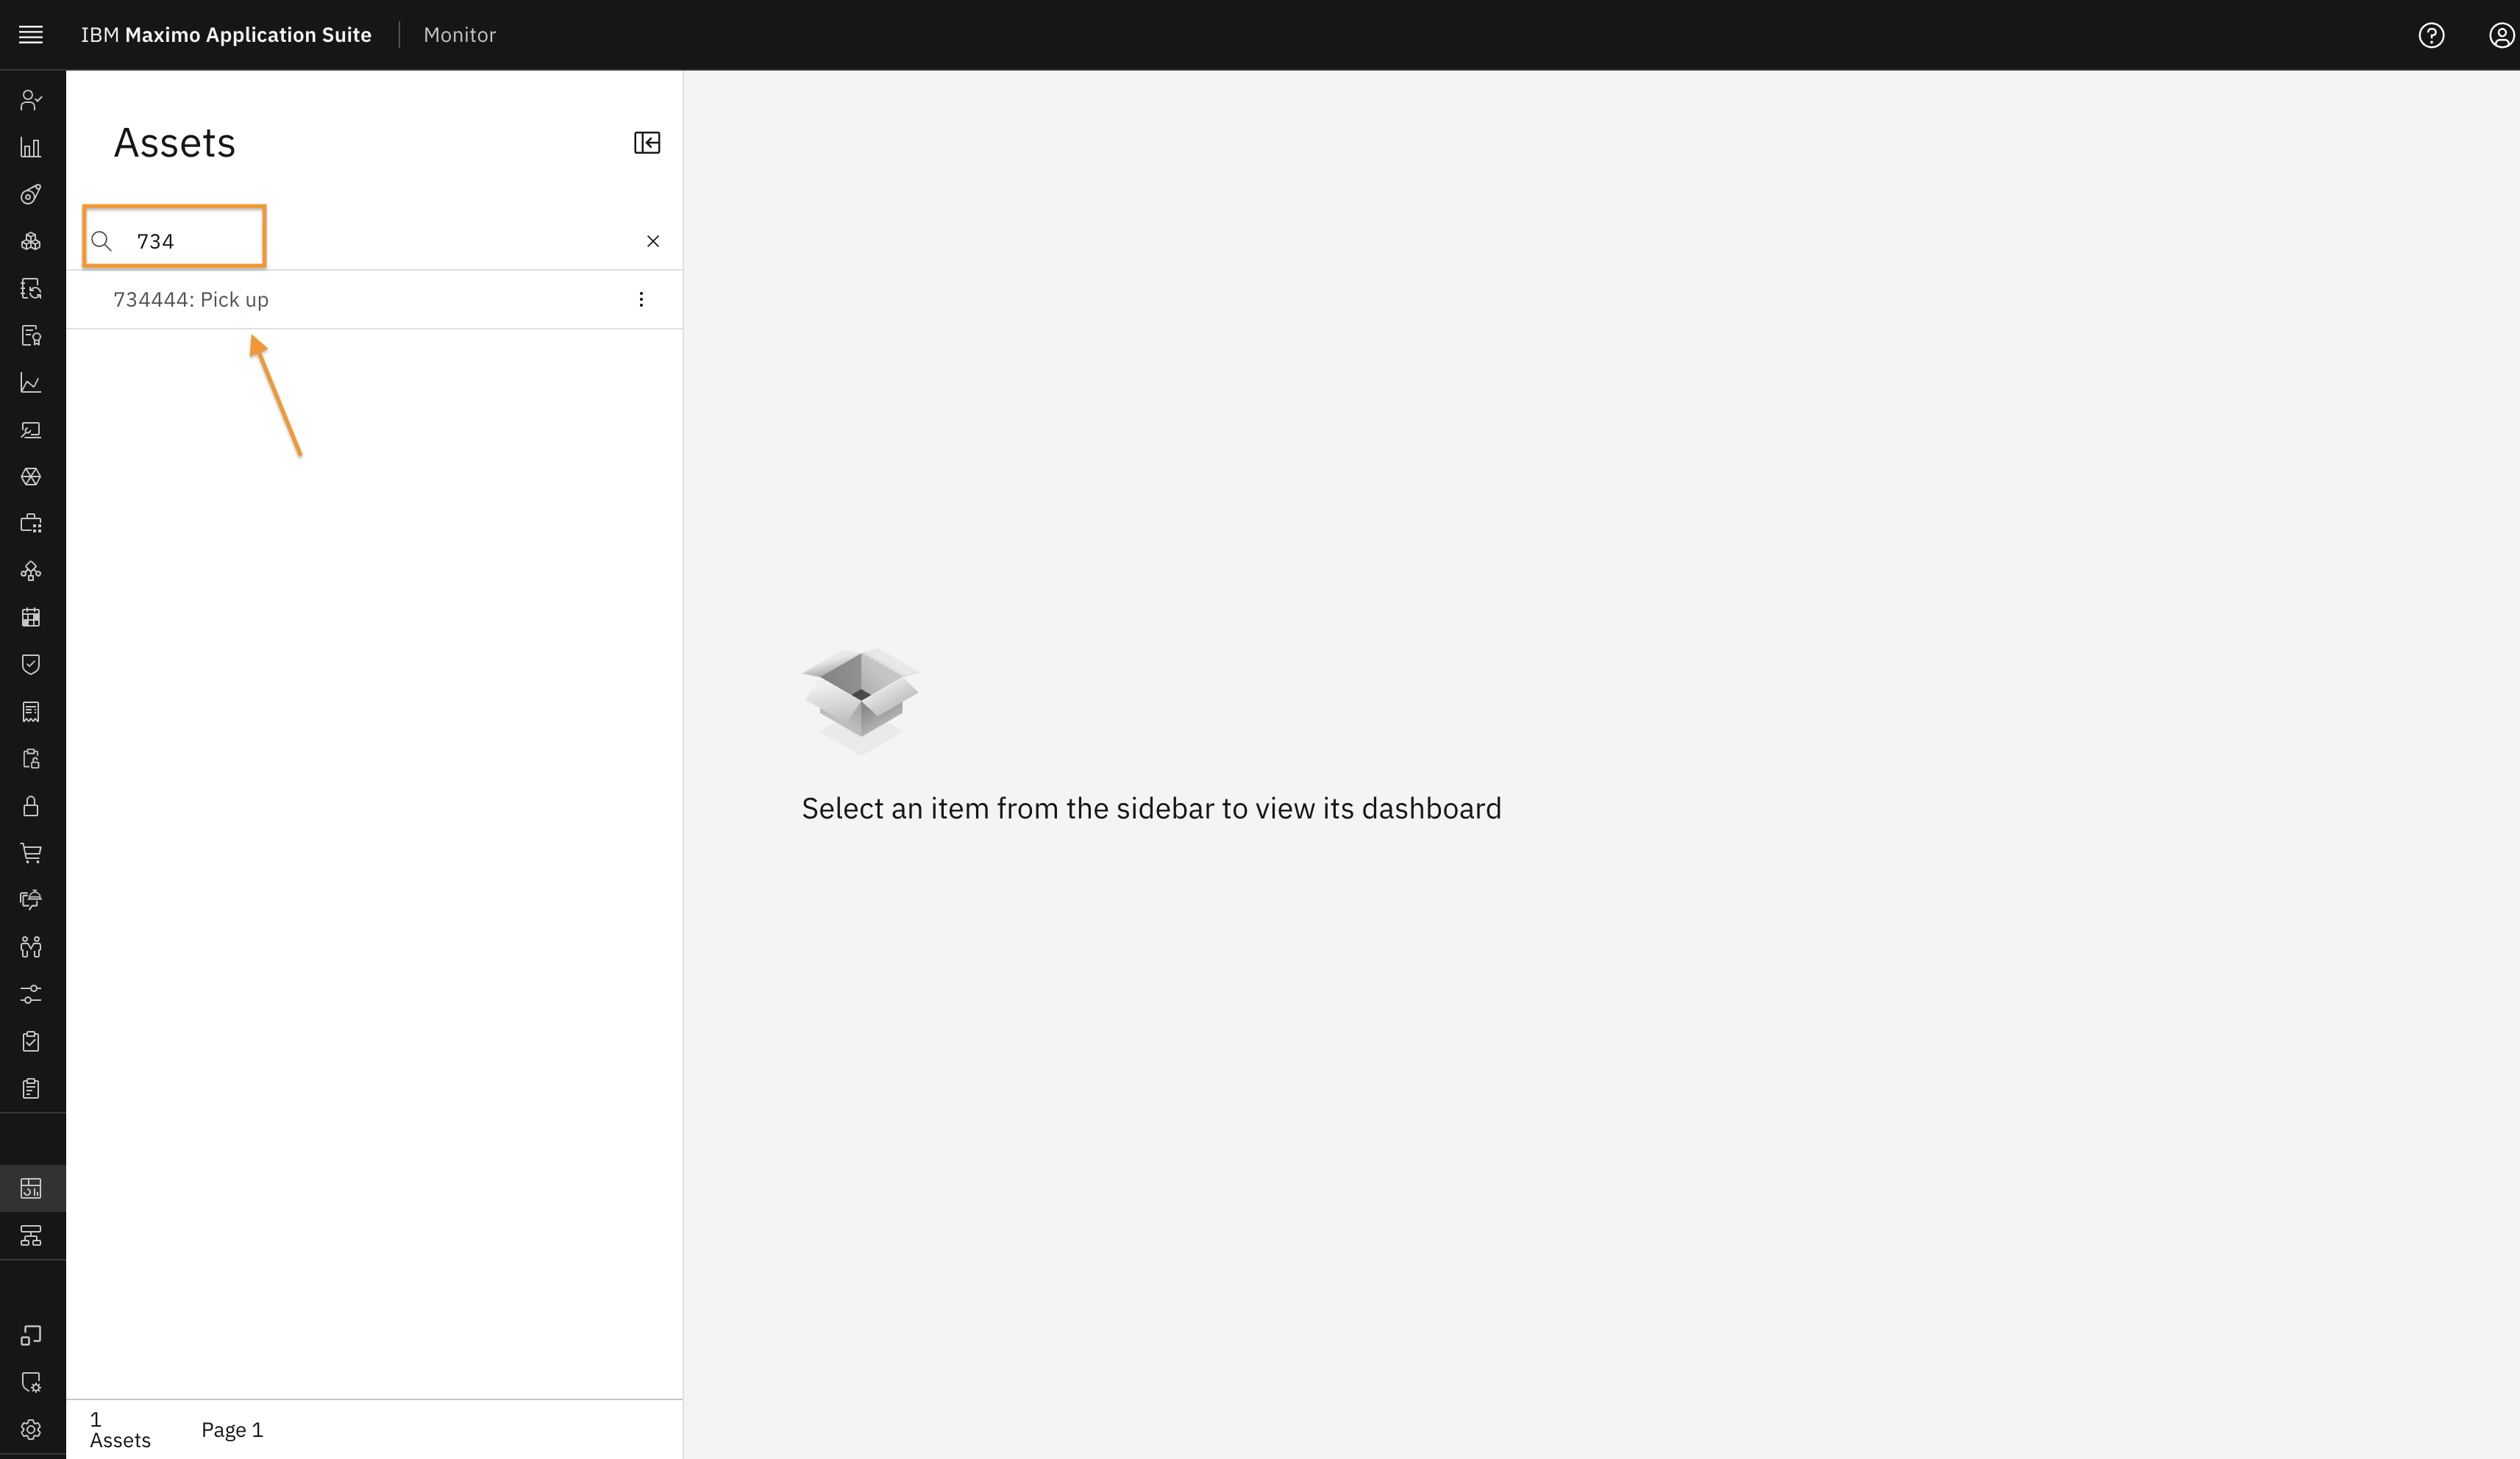 IBM Maximo Application Suite
Monitor
Assets
734
734444: Pick up
Select an item from the sidebar to view its dashboard
1
Assets
Page 1